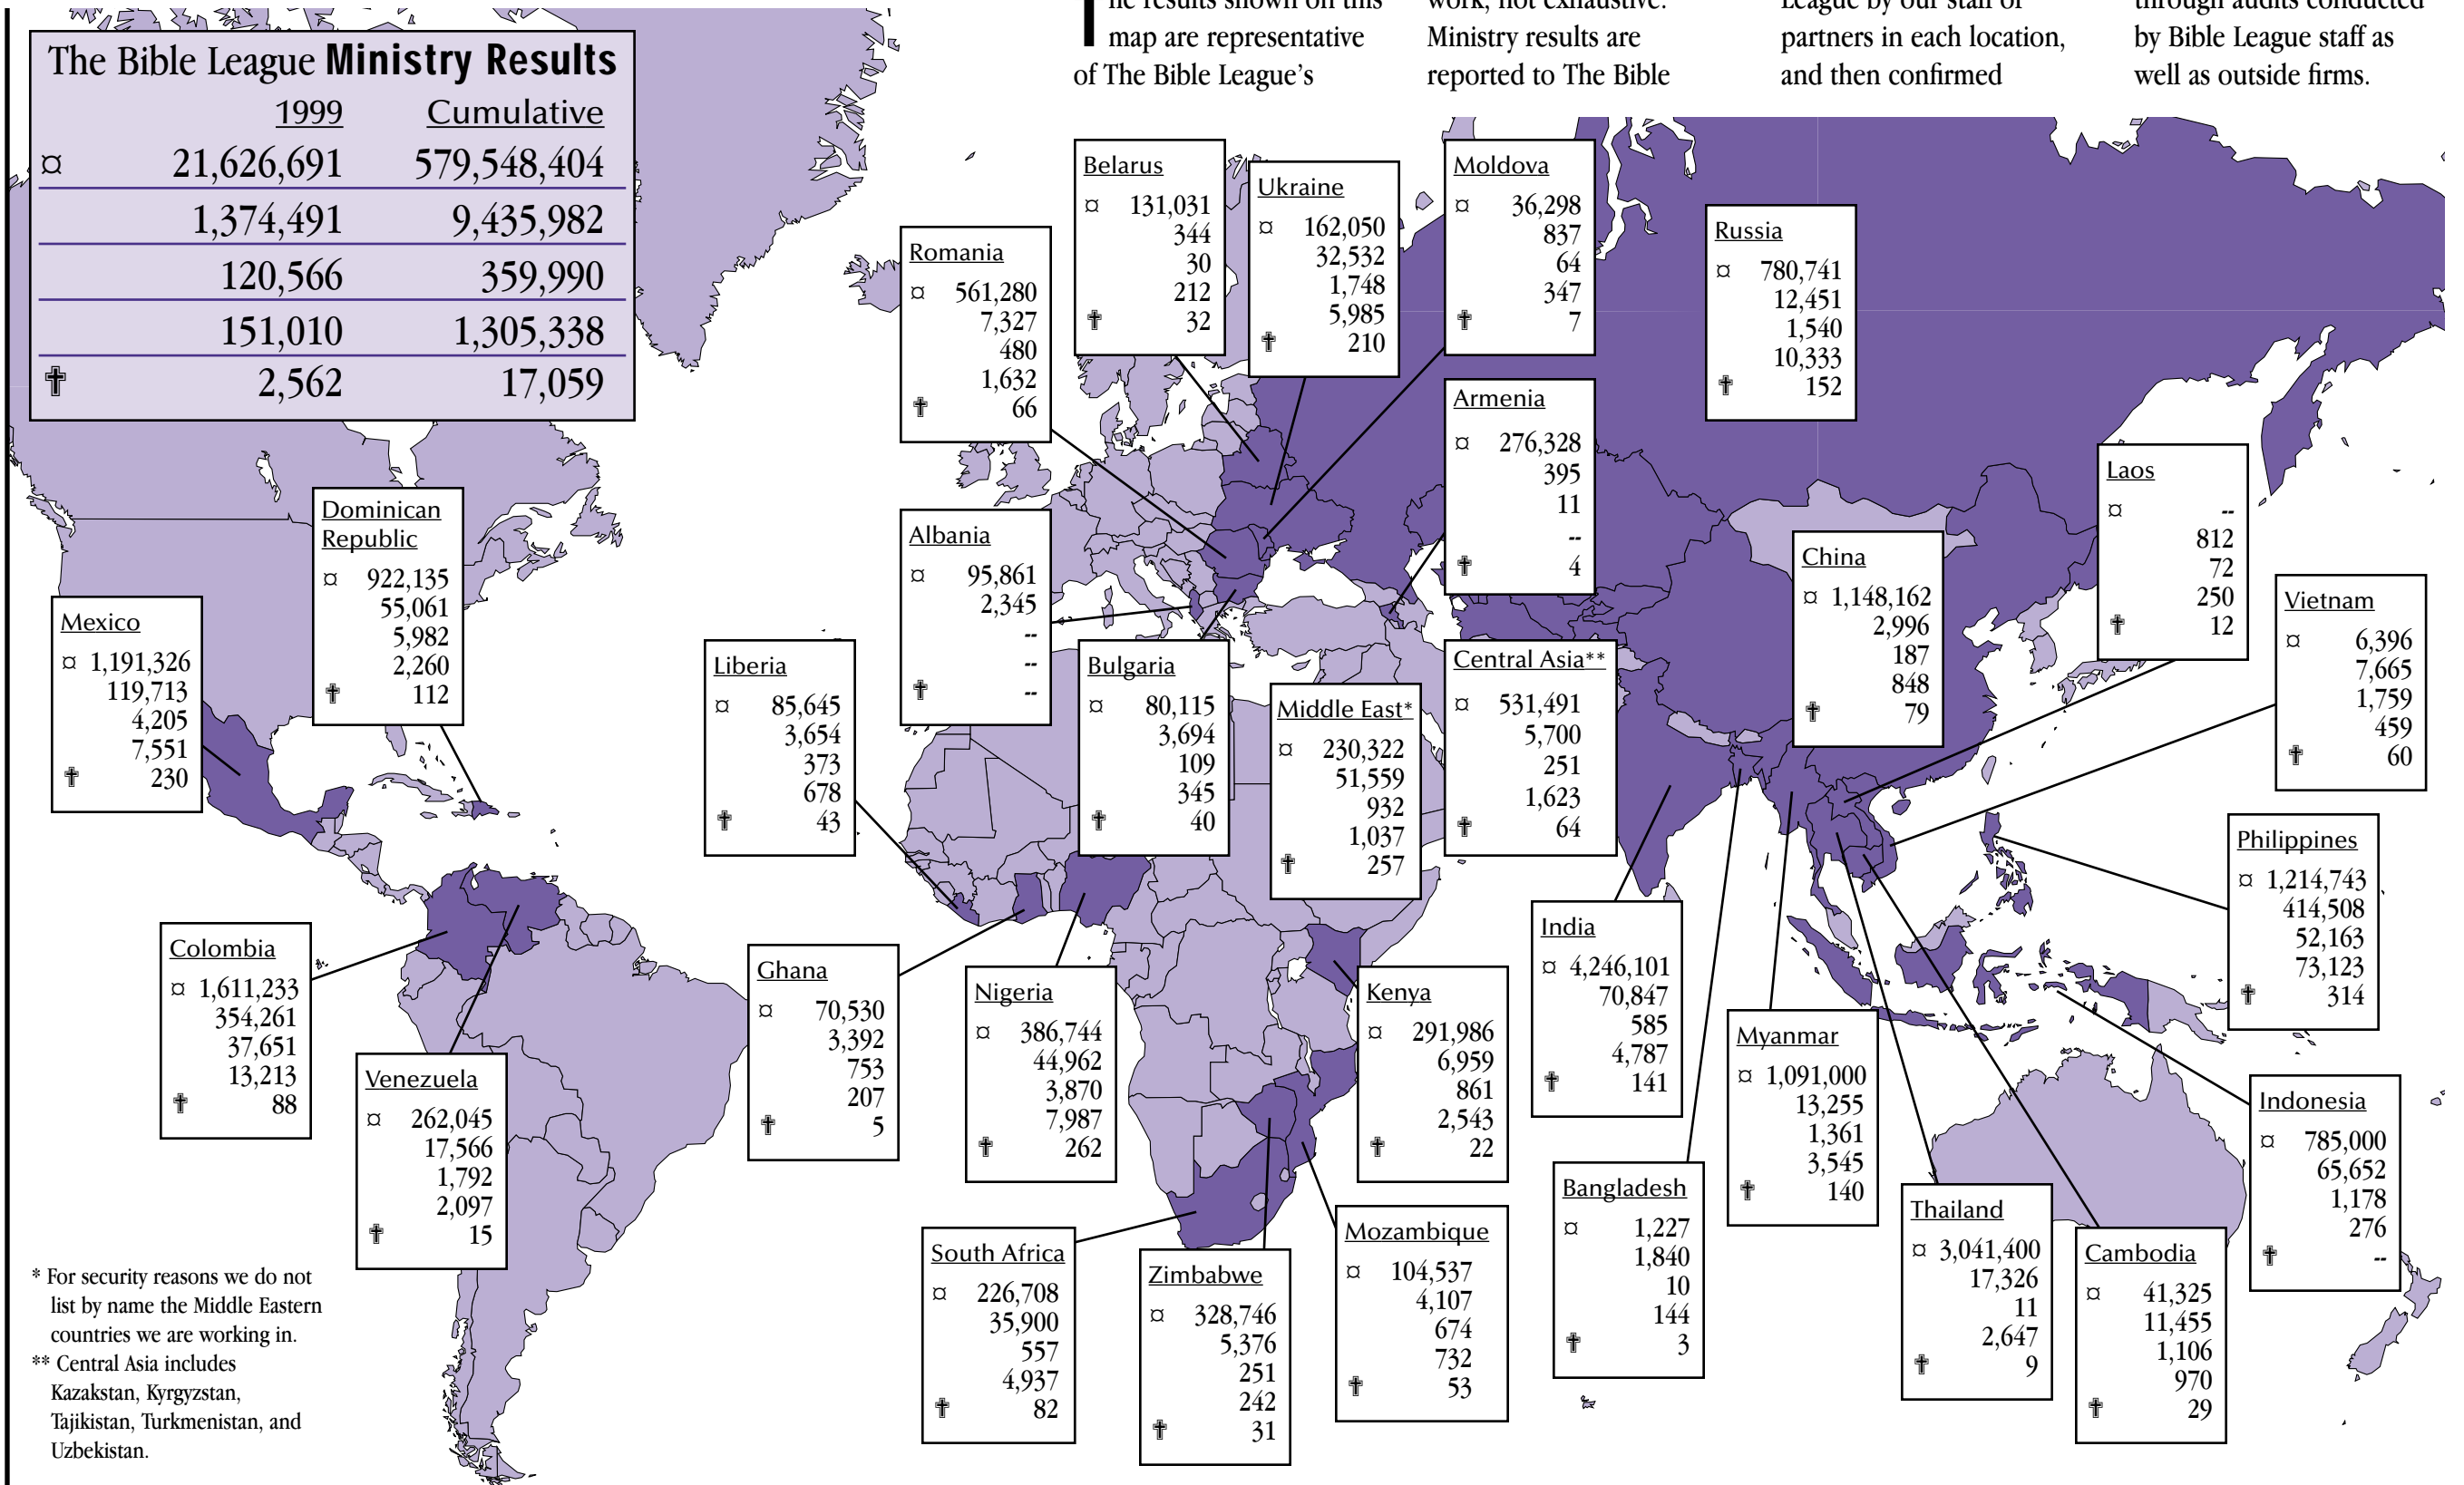 he results shown on this
map are representative
of The Bible League's
work, not exhaustive.
Ministry results are
reported to The Bible
League by our staff or
partners in each location,
and then confirmed
through audits conducted
by Bible League staff as
well as outside firms.
The Bible League Ministry Results
1999 Cumulative
¤ 21,626,691 579,548,404
1,374,491 9,435,982
120,566 359,990
151,010 1,305,338
✝ 2,562 17,059
Belarus
¤ 131,031
344
30
212
✝ 32
Ukraine
¤ 162,050
32,532
1,748
5,985
✝ 210
Moldova
¤ 36,298
837
64
347
✝ 7
Russia
¤ 780,741
12,451
1,540
10,333
✝ 152
Romania
¤ 561,280
7,327
480
1,632
✝ 66
Armenia
¤ 276,328
395
11
--
✝ 4
Laos
¤ --
812
72
250
✝ 12
Dominican
Republic
¤ 922,135
55,061
5,982
2,260
✝ 112
Albania
¤ 95,861
2,345
--
--
✝ --
China
¤ 1,148,162
2,996
187
848
✝ 79
Vietnam
¤ 6,396
7,665
1,759
459
✝ 60
Mexico
¤ 1,191,326
119,713
4,205
7,551
✝ 230
Liberia
¤ 85,645
3,654
373
678
✝ 43
Bulgaria
¤ 80,115
3,694
109
345
✝ 40
Middle East*
¤ 230,322
51,559
932
1,037
✝ 257
Central Asia**
¤ 531,491
5,700
251
1,623
✝ 64
Philippines
¤ 1,214,743
414,508
52,163
73,123
✝ 314
Colombia
¤ 1,611,233
354,261
37,651
13,213
✝ 88
Venezuela
¤ 262,045
17,566
1,792
2,097
✝ 15
Ghana
¤ 70,530
3,392
753
207
✝ 5
Nigeria
¤ 386,744
44,962
3,870
7,987
✝ 262
Kenya
¤ 291,986
6,959
861
2,543
✝ 22
India
¤ 4,246,101
70,847
585
4,787
✝ 141
Myanmar
¤ 1,091,000
13,255
1,361
3,545
✝ 140
Indonesia
¤ 785,000
65,652
1,178
276
✝ --
South Africa
¤ 226,708
35,900
557
4,937
✝ 82
Zimbabwe
¤ 328,746
5,376
251
242
✝ 31
Mozambique
¤ 104,537
4,107
674
732
✝ 53
Bangladesh
¤ 1,227
1,840
10
144
✝ 3
Thailand
¤ 3,041,400
17,326
11
2,647
✝ 9
Cambodia
¤ 41,325
11,455
1,106
970
✝ 29
* For security reasons we do not
list by name the Middle Eastern
countries we are working in.
** Central Asia includes
Kazakstan, Kyrgyzstan,
Tajikistan, Turkmenistan, and
Uzbekistan.